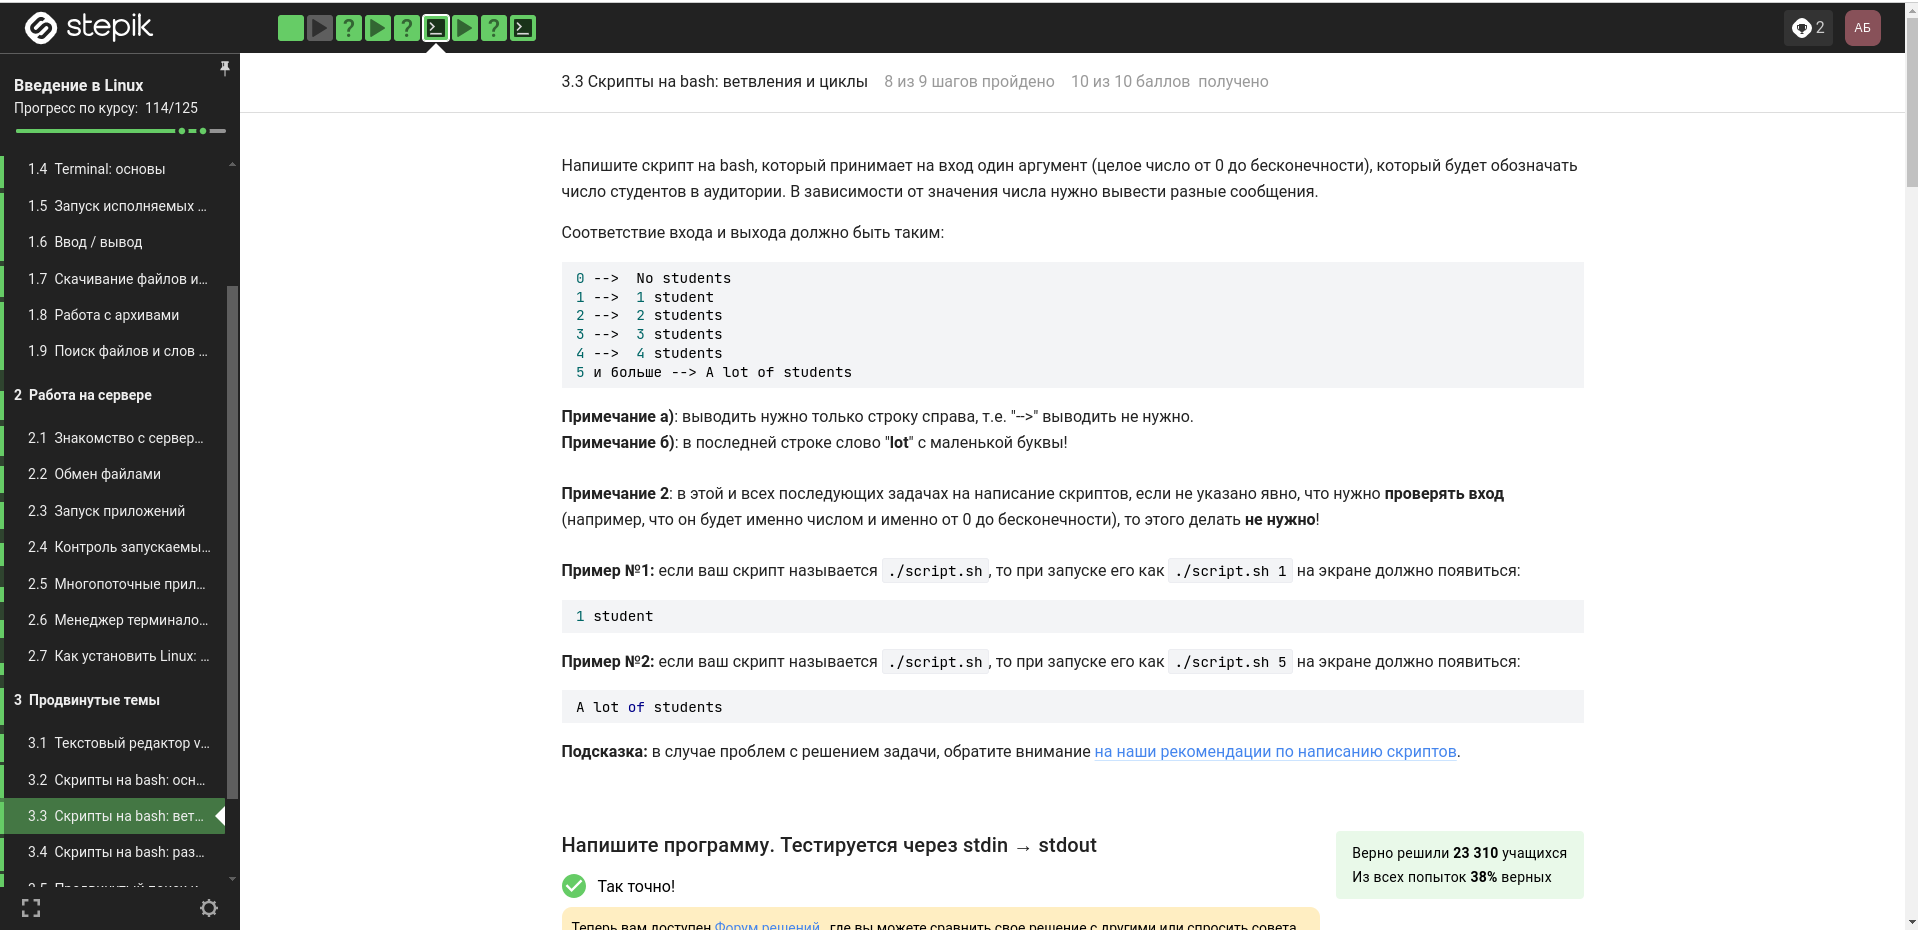 stepik
2
АБ
Введение в Linux
Прогресс по курсу: 114/125
1.4 Terminal: основы
1.5 Запуск исполняемых ...
1.6 Ввод / вывод
1.7 Скачивание файлов и...
1.8 Работа с архивами
1.9 Поиск файлов и слов ...
2 Работа на сервере
2.1 Знакомство с сервер...
2.2 Обмен файлами
2.3 Запуск приложений
2.4 Контроль запускаемы...
2.5 Многопоточные прил...
2.6 Менеджер терминало...
2.7 Как установить Linux: ...
3 Продвинутые темы
3.1 Текстовый редактор v...
3.2 Скрипты на bash: осн...
3.3 Скрипты на bash: вет...
3.4 Скрипты на bash: раз...
3.3 Скрипты на bash: ветвления и циклы 8 из 9 шагов пройдено 10 из 10 баллов получено
Напишите скрипт на bash, который принимает на вход один аргумент (целое число от 0 до бесконечности), который будет обозначать
число студентов в аудитории. В зависимости от значения числа нужно вывести разные сообщения.
Соответствие входа и выхода должно быть таким:
0 -->  No students
1 -->  1 student
2 -->  2 students
3 -->  3 students
4 -->  4 students
5 и больше --> A lot of students
Примечание а): выводить нужно только строку справа, т.е. "-->" выводить не нужно.
Примечание б): в последней строке слово "lot" с маленькой буквы!
Примечание 2: в этой и всех последующих задачах на написание скриптов, если не указано явно, что нужно проверять вход
(например, что он будет именно числом и именно от 0 до бесконечности), то этого делать не нужно!
Пример №1: если ваш скрипт называется ./script.sh, то при запуске его как ./script.sh 1 на экране должно появиться:
1 student
Пример №2: если ваш скрипт называется ./script.sh, то при запуске его как ./script.sh 5 на экране должно появиться:
A lot of students
Подсказка: в случае проблем с решением задачи, обратите внимание на наши рекомендации по написанию скриптов.
Напишите программу. Тестируется через stdin → stdout
Верно решили 23 310 учащихся
Из всех попыток 38% верных
Так точно!
Теперь вам доступен Форум решений, где вы можете сравнить свое решение с другими или спросить совета.